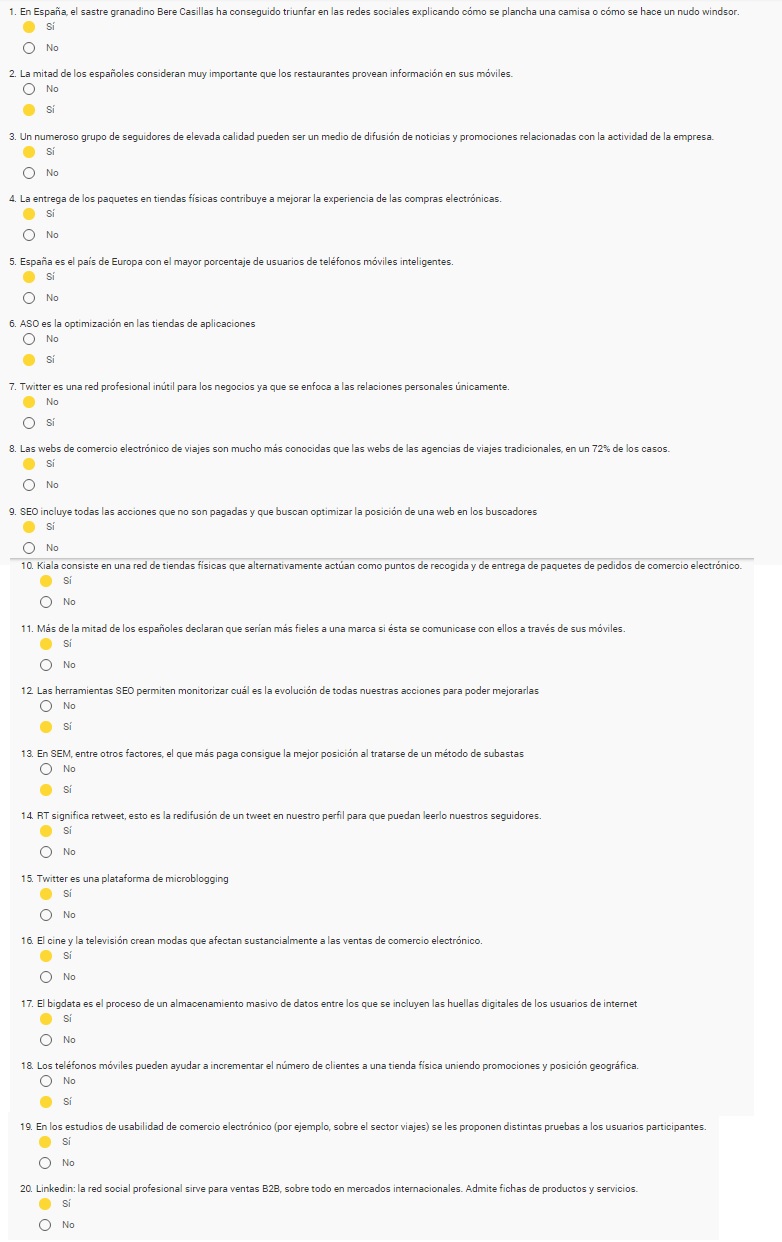 1. En España, el sastre granadino Bere Casillas ha conseguido triunfar en las redes sociales explicando cómo se plancha una camisa o cómo se hace un nudo windsor.
Sí
No
2. La mitad de los españoles consideran muy importante que los restaurantes provean información en sus móviles.
No
Sí
3. Un numeroso grupo de seguidores de elevada calidad pueden ser un medio de difusión de noticias y promociones relacionadas con la actividad de la empresa.
Sí
No
4. La entrega de los paquetes en tiendas físicas contribuye a mejorar la experiencia de las compras electrónicas.
Sí
No
5. España es el país de Europa con el mayor porcentaje de usuarios de teléfonos móviles inteligentes.
Sí
No
6. ASO es la optimización en las tiendas de aplicaciones
No
Sí
7. Twitter es una red profesional inútil para los negocios ya que se enfoca a las relaciones personales únicamente.
No
Sí
8. Las webs de comercio electrónico de viajes son mucho más conocidas que las webs de las agencias de viajes tradicionales, en un 72% de los casos.
Sí
No
9. SEO incluye todas las acciones que no son pagadas y que buscan optimizar la posición de una web en los buscadores
Sí
No
10. Kiala consiste en una red de tiendas físicas que alternativamente actúan como puntos de recogida y de entrega de paquetes de pedidos de comercio electrónico.
Sí
No
11. Más de la mitad de los españoles declaran que serían más fieles a una marca si ésta se comunicase con ellos a través de sus móviles.
Sí
No
12. Las herramientas SEO permiten monitorizar cuál es la evolución de todas nuestras acciones para poder mejorarlas
No
Sí
13. En SEM, entre otros factores, el que más paga consigue la mejor posición al tratarse de un método de subastas
No
Sí
14. RT significa retweet, esto es la redifusión de un tweet en nuestro perfil para que puedan leerlo nuestros seguidores.
Sí
No
15. Twitter es una plataforma de microblogging
Sí
No
16. El cine y la televisión crean modas que afectan sustancialmente a las ventas de comercio electrónico.
Sí
No
17. El bigdata es el proceso de un almacenamiento masivo de datos entre los que se incluyen las huellas digitales de los usuarios de internet
Sí
No
18. Los teléfonos móviles pueden ayudar a incrementar el número de clientes a una tienda física uniendo promociones y posición geográfica.
No
Sí
19. En los estudios de usabilidad de comercio electrónico (por ejemplo, sobre el sector viajes) se les proponen distintas pruebas a los usuarios participantes.
Sí
No
20. Linkedin: la red social profesional sirve para ventas B2B, sobre todo en mercados internacionales. Admite fichas de productos y servicios.
Sí
No